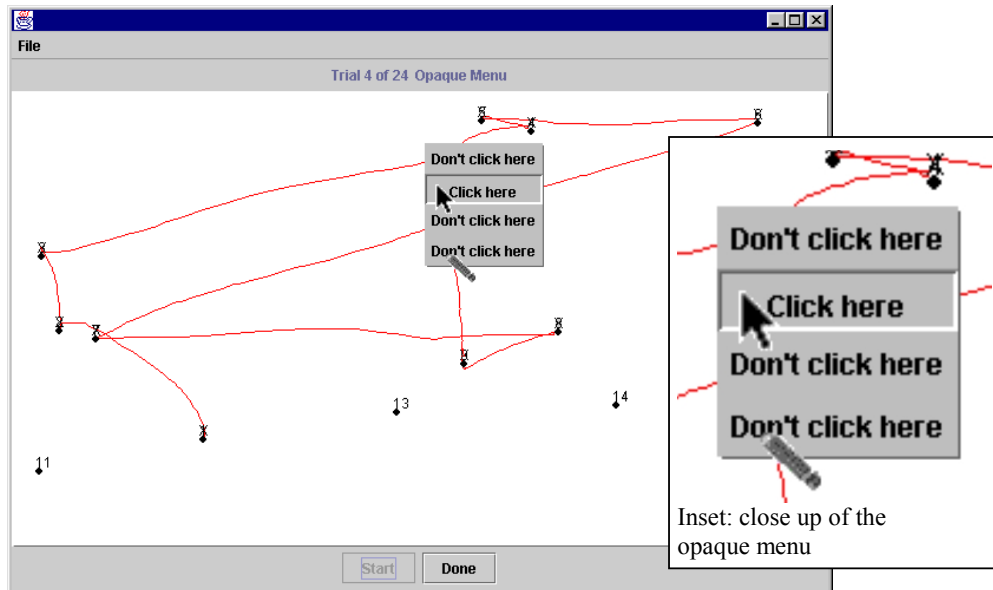 File
Trial 4 of 24 Opaque Menu
Don't click here
Click here
Don't click here
Don't click here
13
14
11
Start
Done
Don't click here
Click here
Don't click here
Don't click here
Inset: close up of the
opaque menu